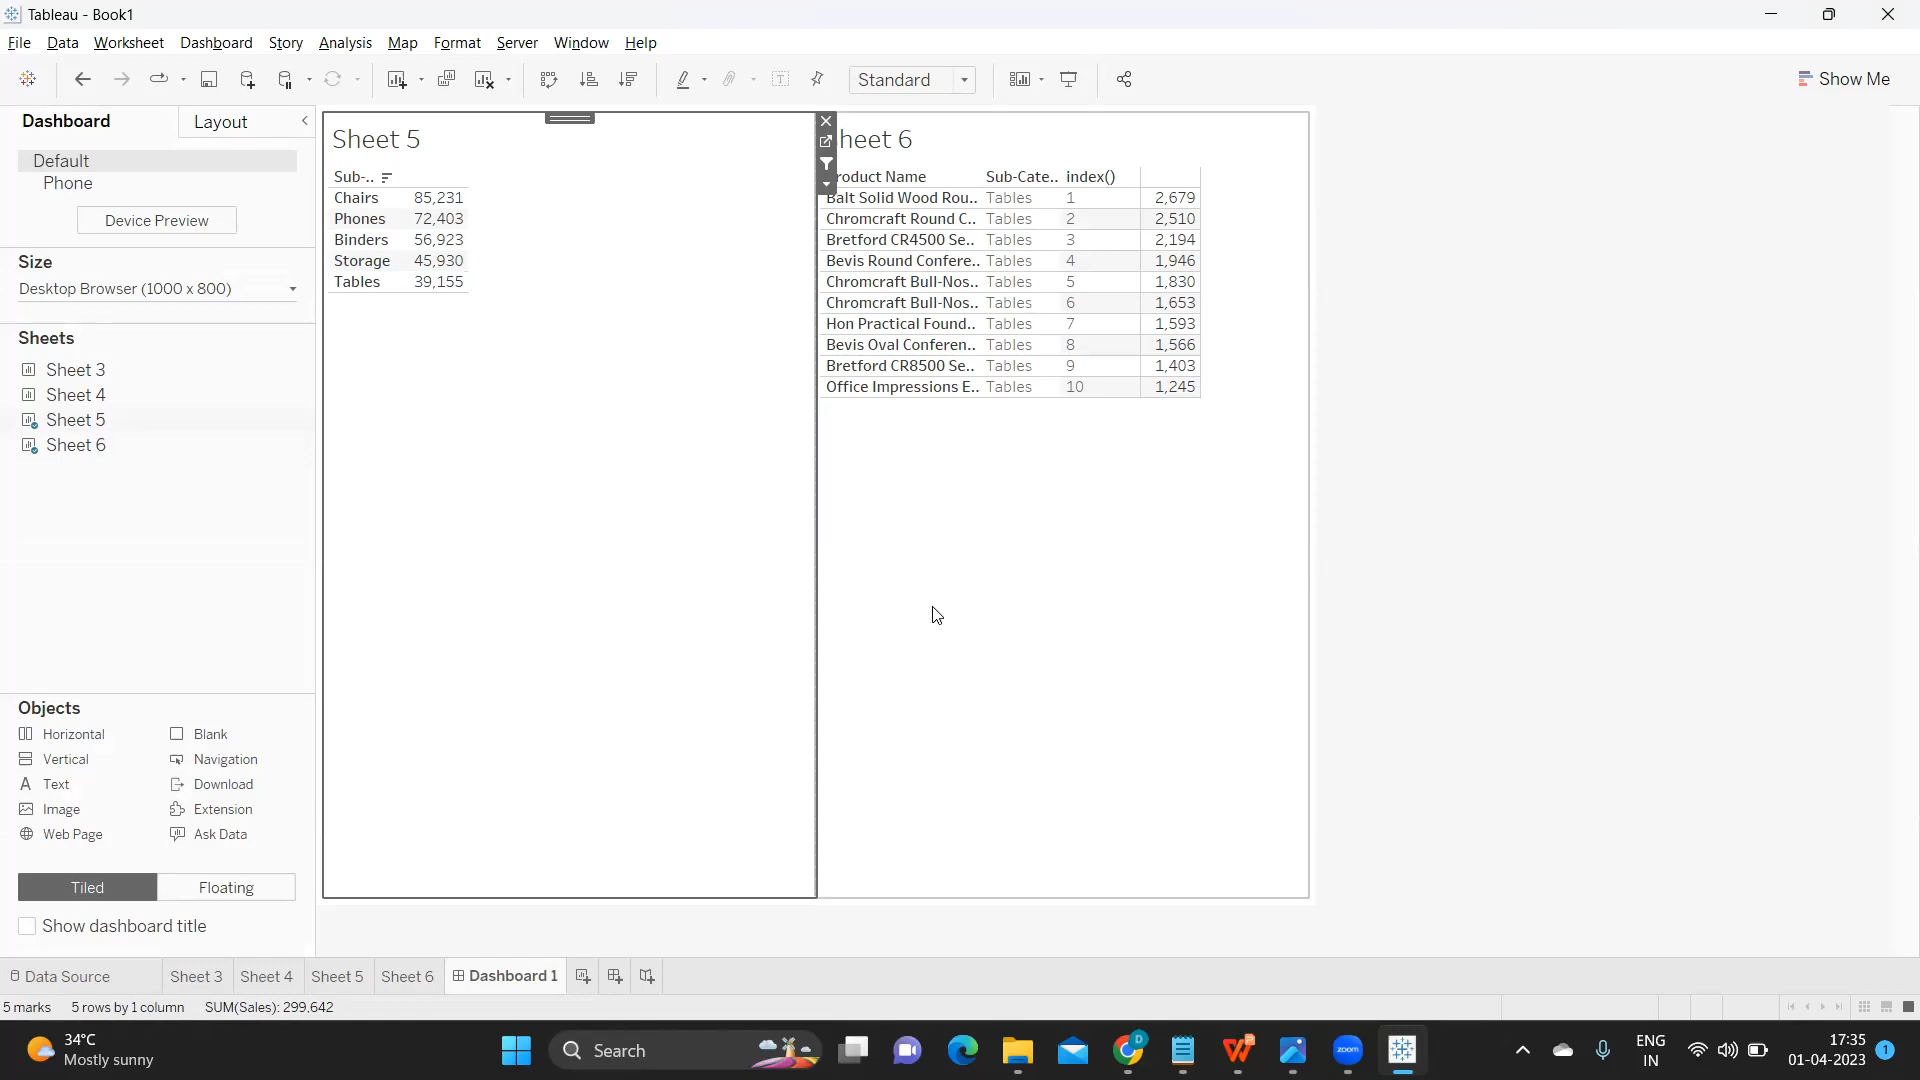 Tableau - Book1
File Data Worksheet Dashboard Story Analysis Map Format Server Window Help
Standard
Show Me
Dashboard
Layout
Default
Phone
Device Preview
Size
Desktop Browser (1000 x 800)
Sheets
Sheet 3
Sheet 4
Sheet 5
Sheet 6
Objects
Horizontal Blank
Vertical Navigation
Text Download
Image Extension
Web Page Ask Data
Tiled Floating
Show dashboard title
Sheet 5
Sub-..
Chairs 85,231
Phones 72,403
Binders 56,923
Storage 45,930
Tables 39,155
heet 6
roduct Name Sub-Cate.. index()
Balt Solid Wood Rou.. Tables 1 2,679
Chromcraft Round C.. Tables 2 2,510
Bretford CR4500 Se.. Tables 3 2,194
Bevis Round Confere.. Tables 4 1,946
Chromcraft Bull-Nos.. Tables 5 1,830
Chromcraft Bull-Nos.. Tables 6 1,653
Hon Practical Found.. Tables 7 1,593
Bevis Oval Conferen.. Tables 8 1,566
Bretford CR8500 Se.. Tables 9 1,403
Office Impressions E.. Tables 10 1,245
Data Source Sheet 3 Sheet 4 Sheet 5 Sheet 6 Dashboard 1
5 marks 5 rows by 1 column SUM(Sales): 299,642
34°C
Mostly sunny
Search
D
zoom
ENG
IN
17:35
01-04-2023
1